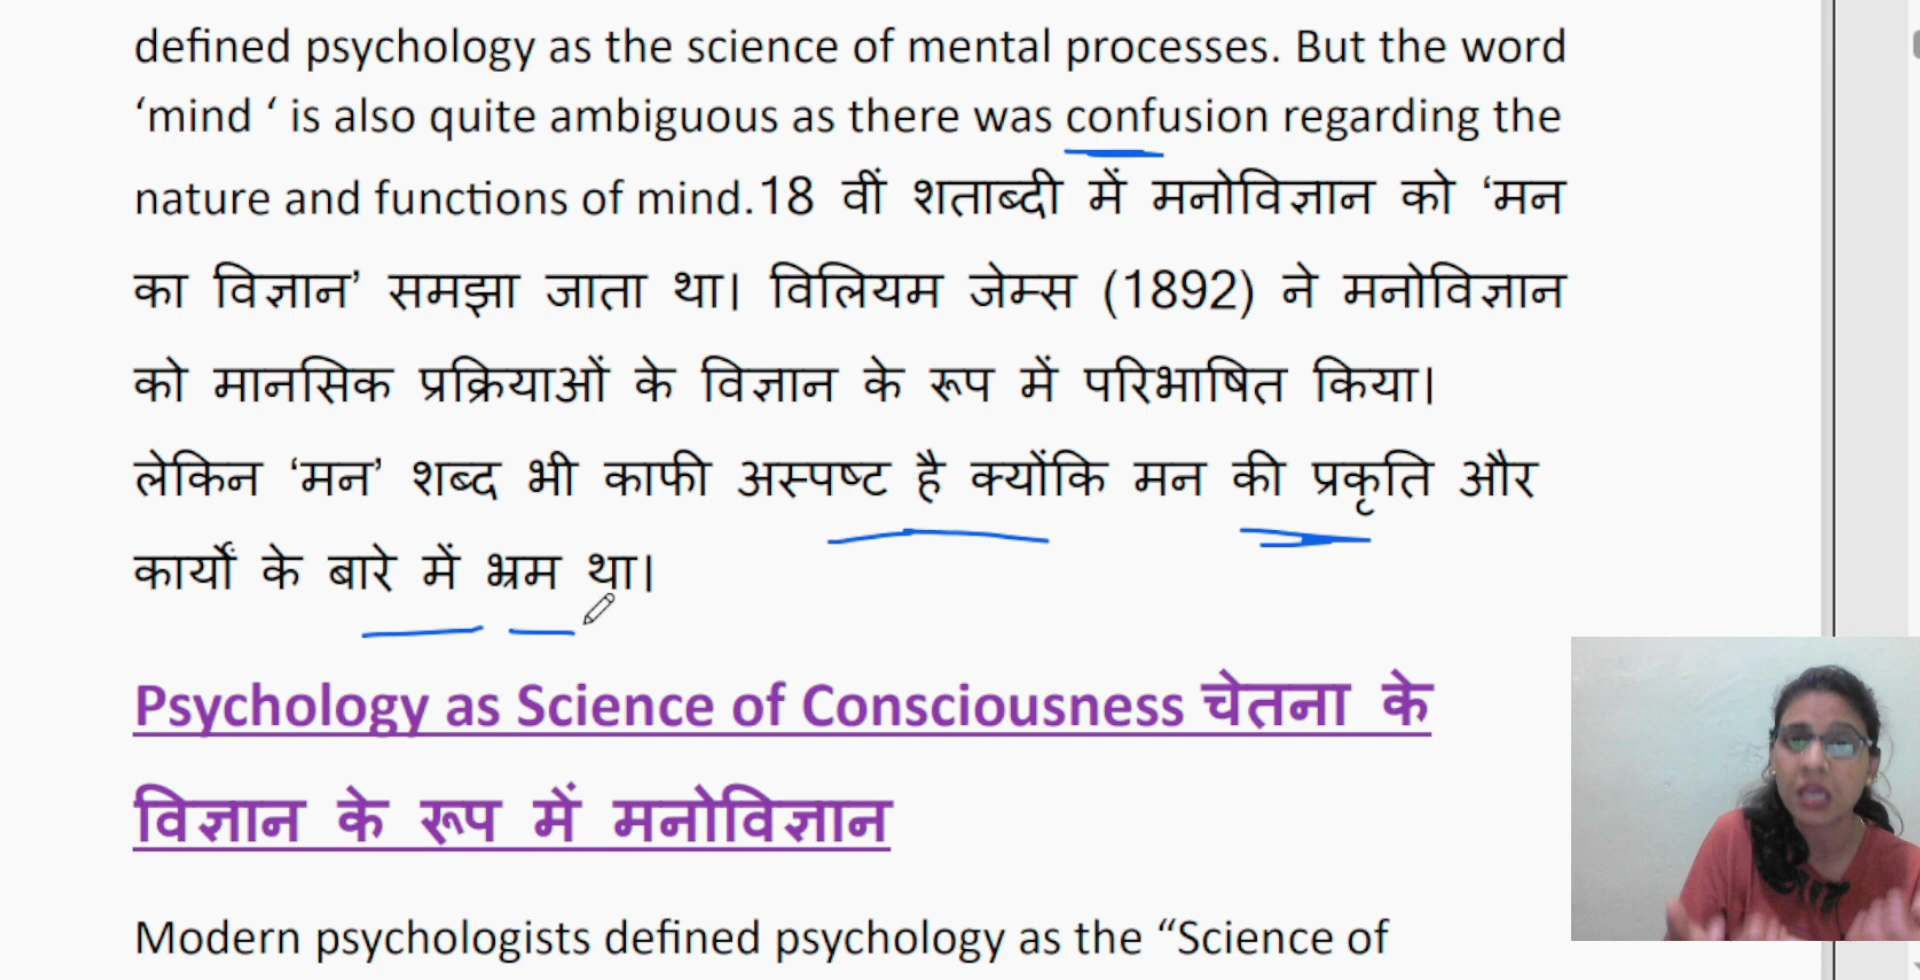 defined psychology as the science of mental processes. But the word
‘mind ‘ is also quite ambiguous as there was confusion regarding the
nature and functions of mind.18 वीं शताब्दी में मनोविज्ञान को ‘मन
का विज्ञान’ समझा जाता था। विलियम जेम्स (1892) ने मनोविज्ञान
को मानसिक प्रक्रियाओं के विज्ञान के रूप में परिभाषित किया।
लेकिन ‘मन’ शब्द भी काफी अस्पष्ट है क्योंकि मन की प्रकृति और
कार्यों के बारे में भ्रम था।
Psychology as Science of Consciousness चेतना के
विज्ञान के रूप में मनोविज्ञान
Modern psychologists defined psychology as the “Science of